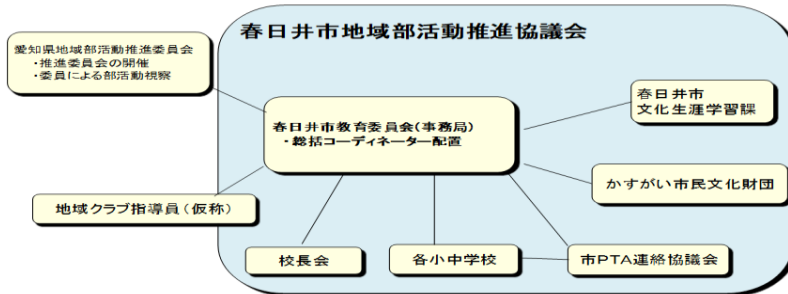 春日井市地域部活動推進協議会
愛知県地域部活動推進委員会
・推進委員会の開催
・委員による部活動視察
春日井市
文化生涯学習課
春日井市教育委員会(事務局)
・総括コーディネーター配置
かすがい市民文化財団
地域クラブ指導員(仮称)
校長会
各小中学校
市PTA連絡協議会